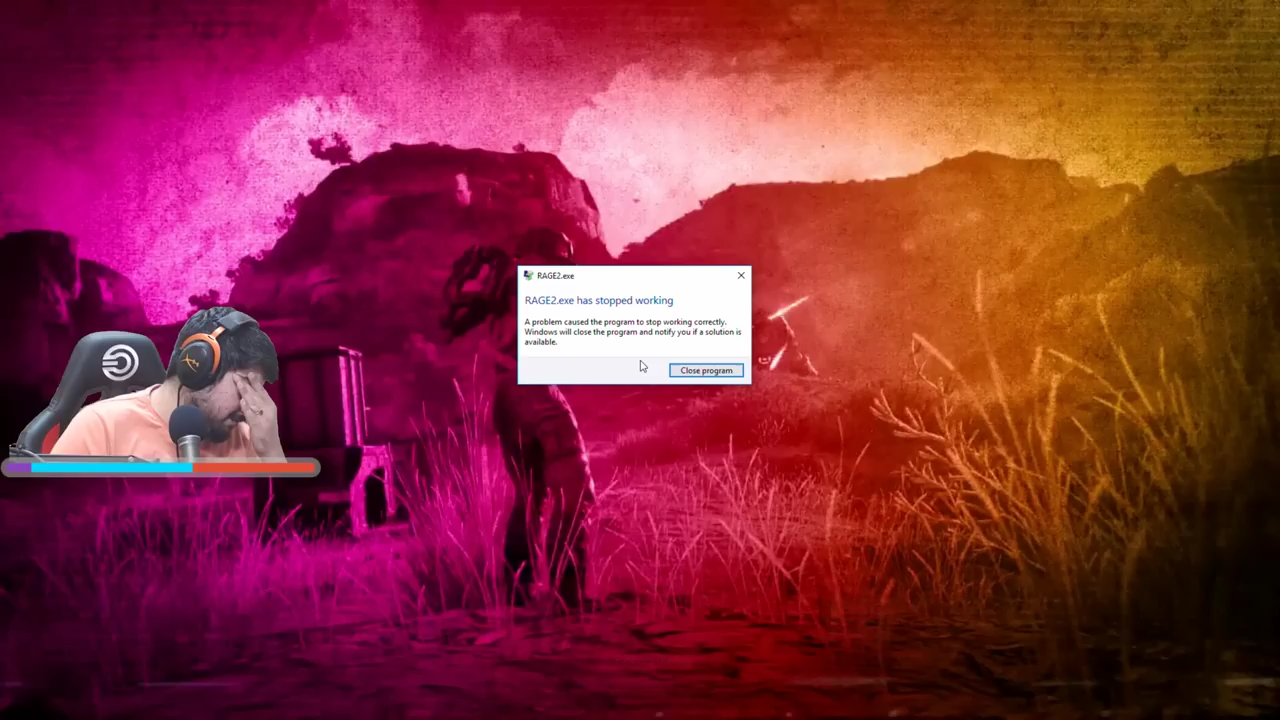 RAGE2.exe
RAGE2.exe has stopped working
A problem caused the program to stop working correctly.
Windows will close the program and notify you if a solution is
available.
Close program